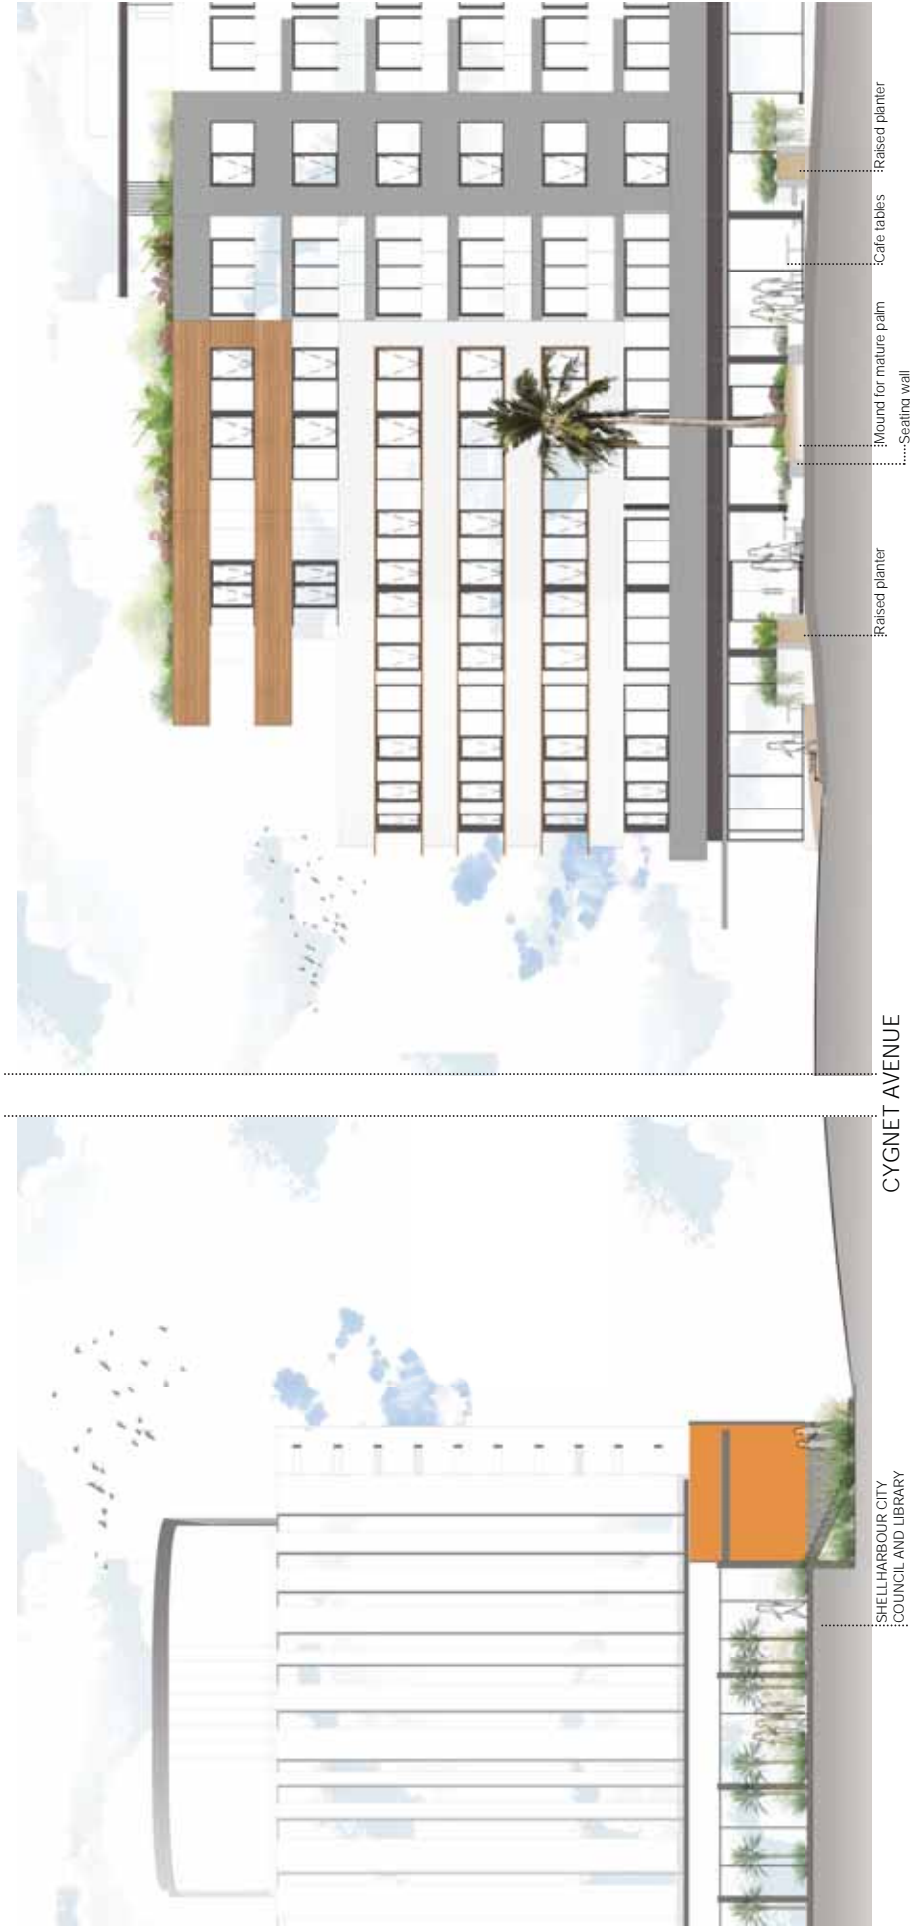 SHELLHARBOUR CITY
COUNCIL AND LIBRARY
CYGNET AVENUE
Raised planter
Seating wall
Mound for mature palm
Cafe tables
Raised planter